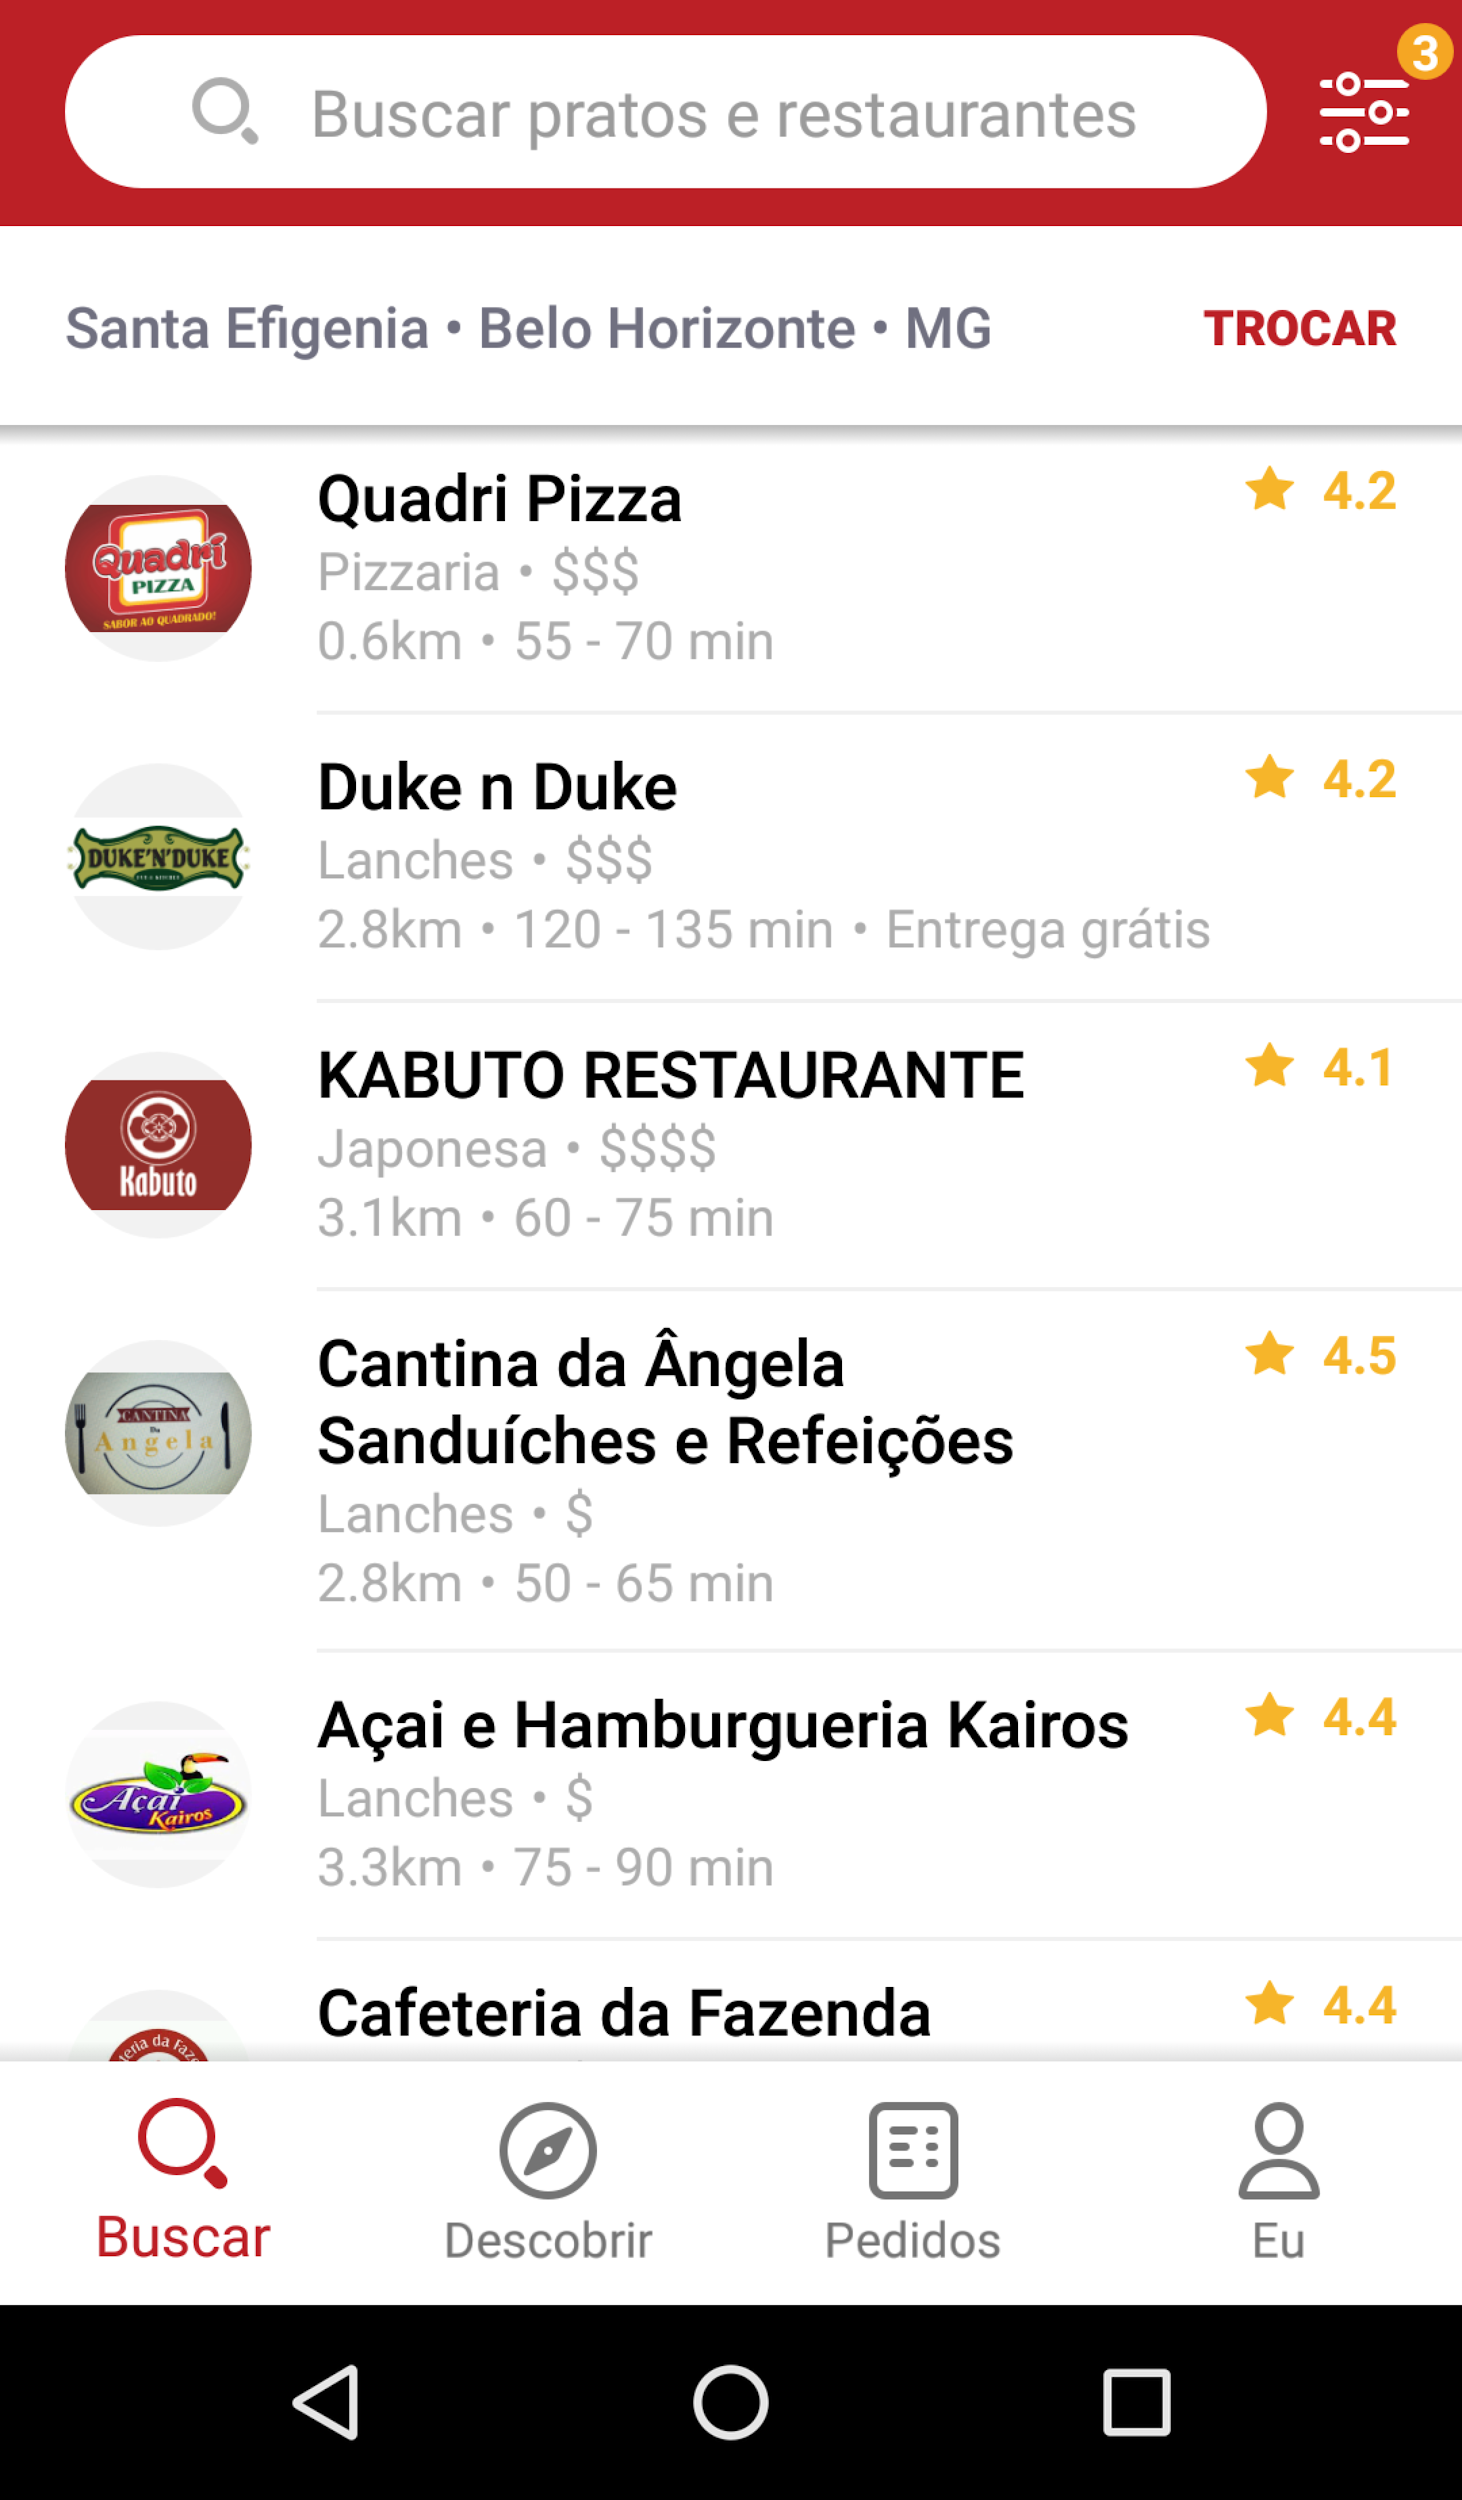 Buscar pratos e restaurantes
3
Santa Efigenia • Belo Horizonte • MG
TROCAR
Quadri
PIZZA
SABOR AO QUADRADO!
Quadri Pizza
4.2
Pizzaria • $$$
0.6km • 55 - 70 min
DUKE'N'DUKE
Duke n Duke
4.2
Lanches • $$$
2.8km • 120 - 135 min • Entrega grátis
Kabuto
KABUTO RESTAURANTE
4.1
Japonesa • $$$$
3.1km • 60 - 75 min
CANTINA
Da
Angela
Cantina da Ângela
Sanduíches e Refeições
4.5
Lanches • $
2.8km • 50 - 65 min
Açaí
Kairos
Açai e Hamburgueria Kairos
4.4
Lanches • $
3.3km • 75 - 90 min
Cafeteria da Fazenda
4.4
Buscar
Descobrir
Pedidos
Eu